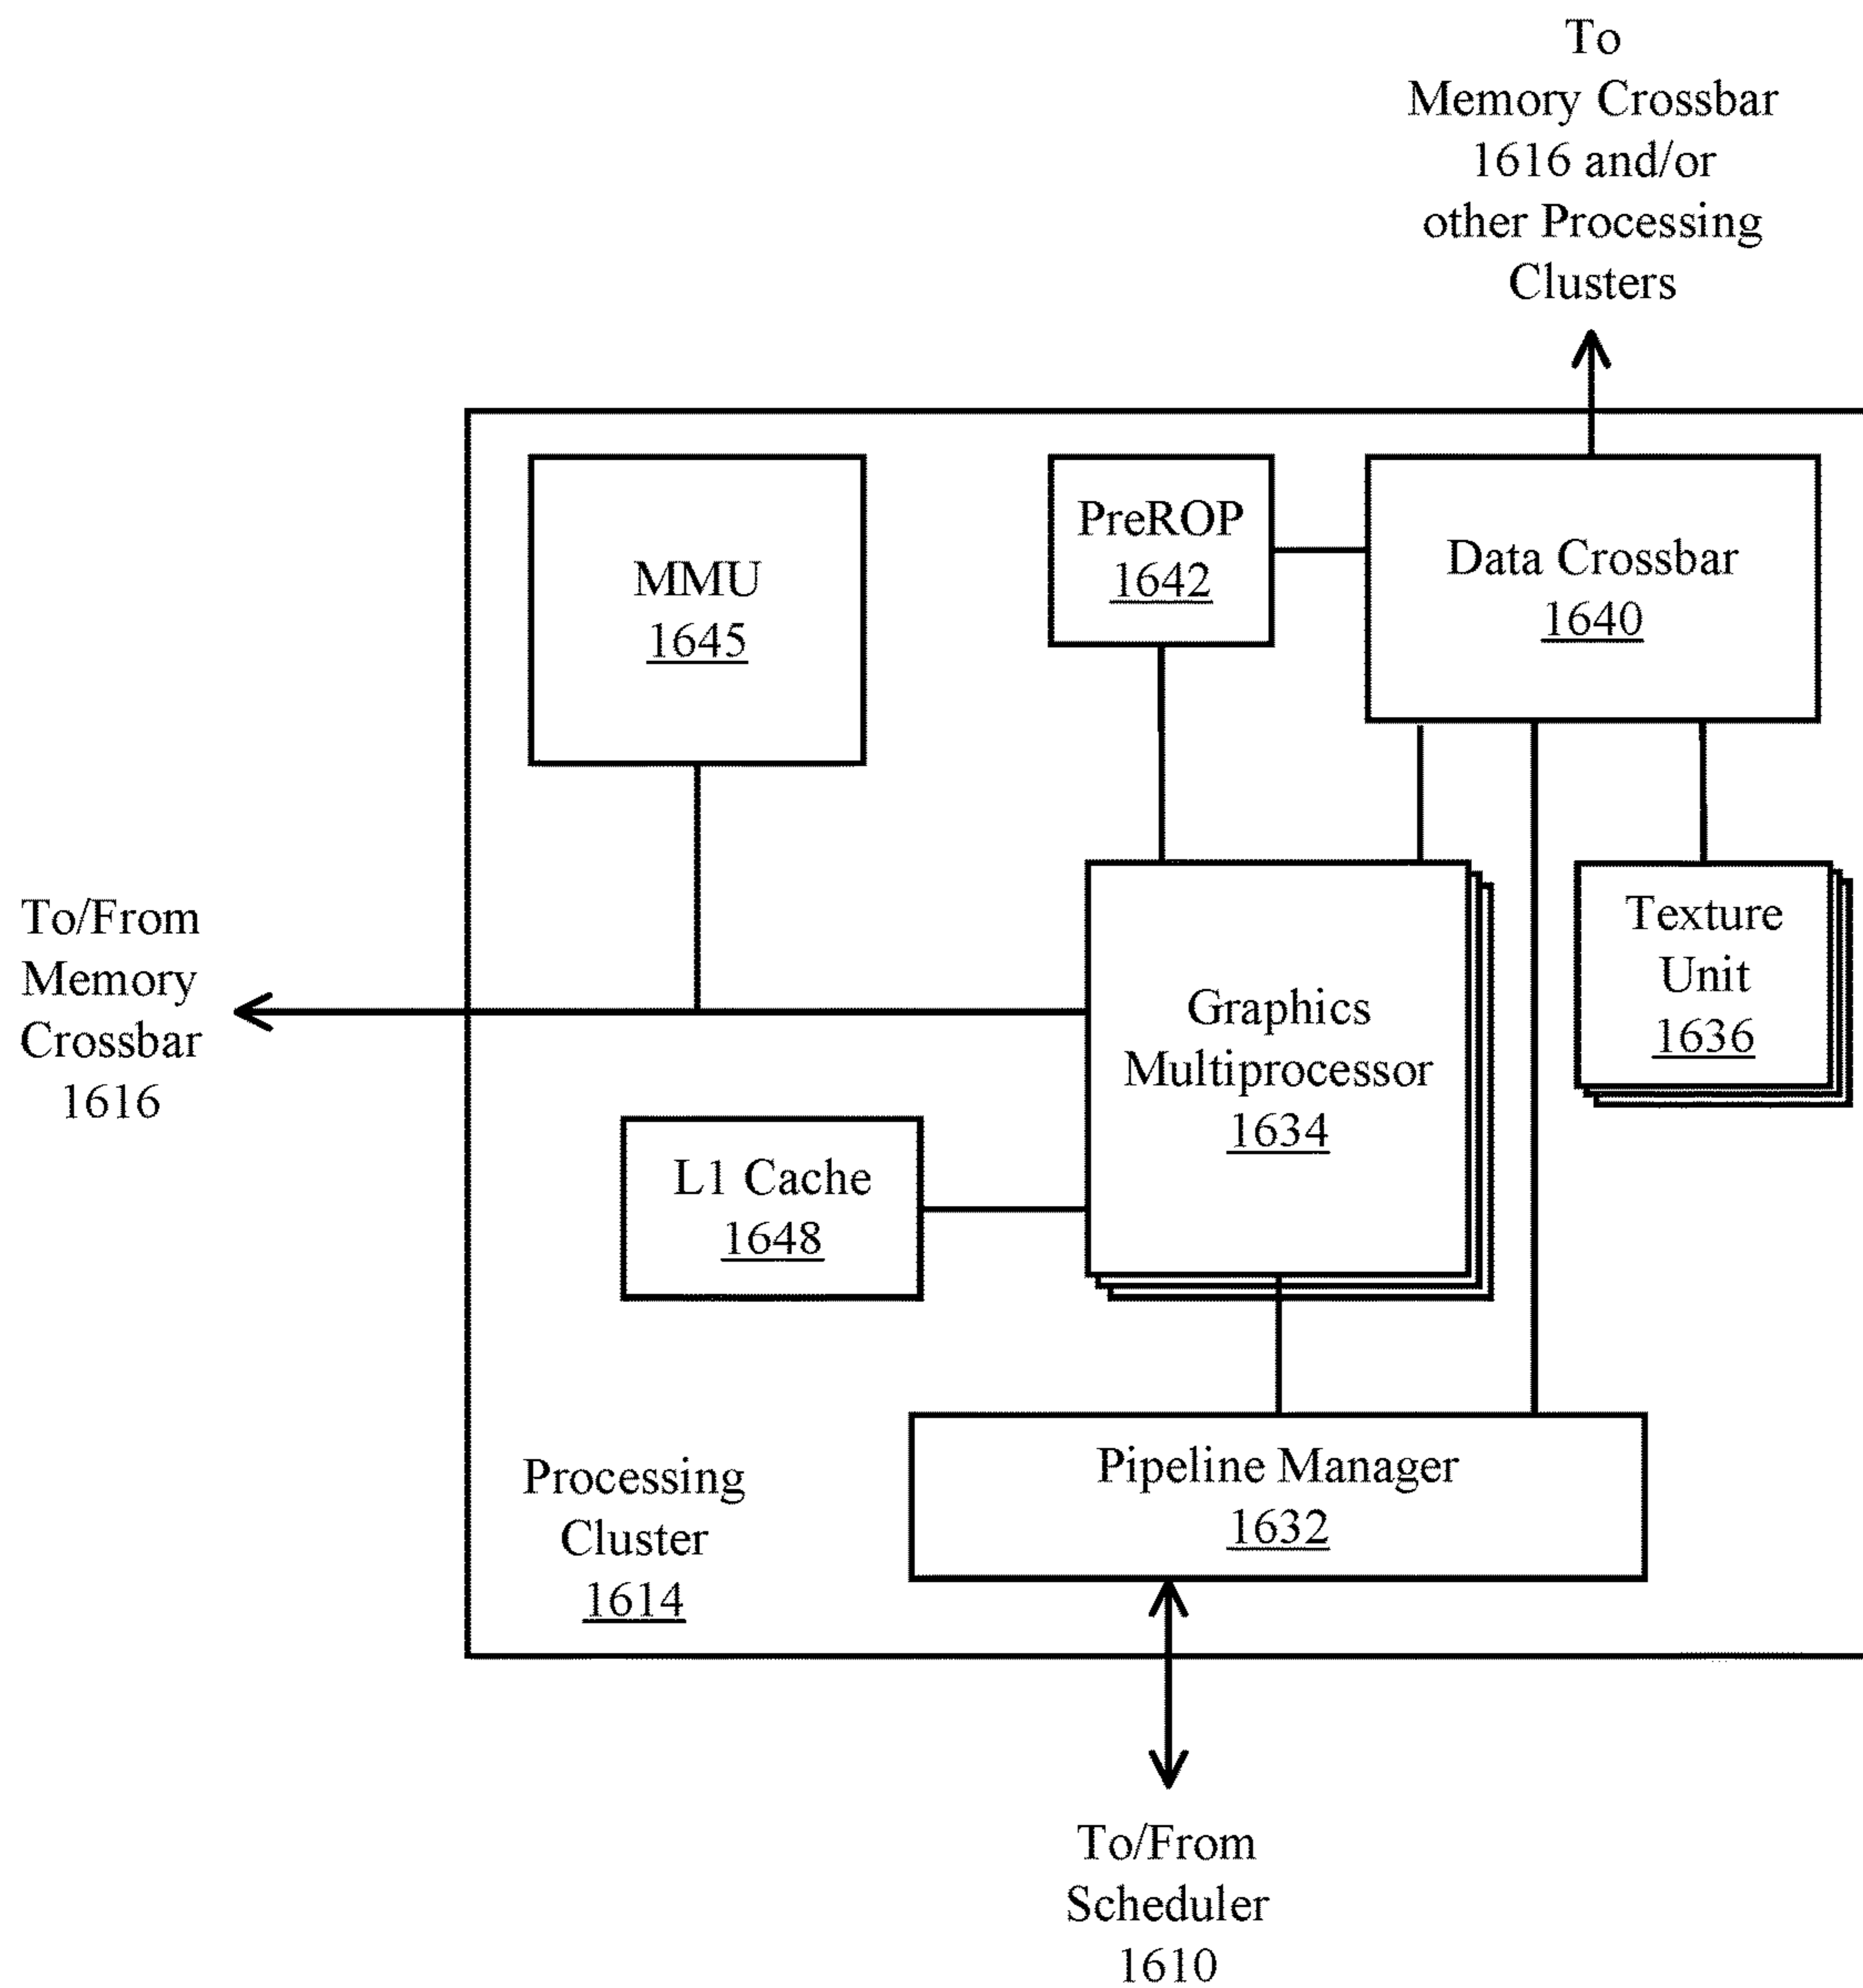 To
Memory Crossbar
1616 and/or
other Processing
Clusters
MMU
1645
PreROP
1642
Data Crossbar
1640
To/From
Memory
Crossbar
1616
Graphics
Multiprocessor
1634
Texture
Unit
1636
L1 Cache
1648
Processing
Cluster
1614
Pipeline Manager
1632
To/From
Scheduler
1610